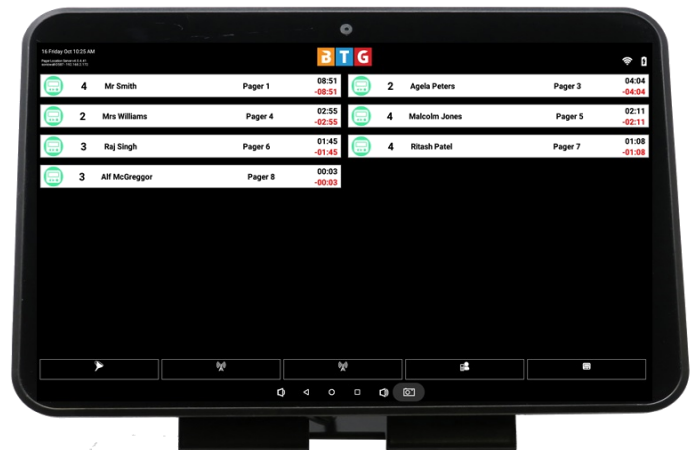 16 Friday Oct 10:25 AM
BTG
4 Mr Smith Pager 1 08:51
-08:51
2 Agela Peters Pager 3 04:04
-04:04
2 Mrs Williams Pager 4 02:55
-02:55
4 Malcolm Jones Pager 5 02:11
-02:11
3 Raj Singh Pager 6 01:45
-01:45
4 Ritash Patel Pager 7 01:08
-01:08
3 Alf McGreggor Pager 8 00:03
-00:03